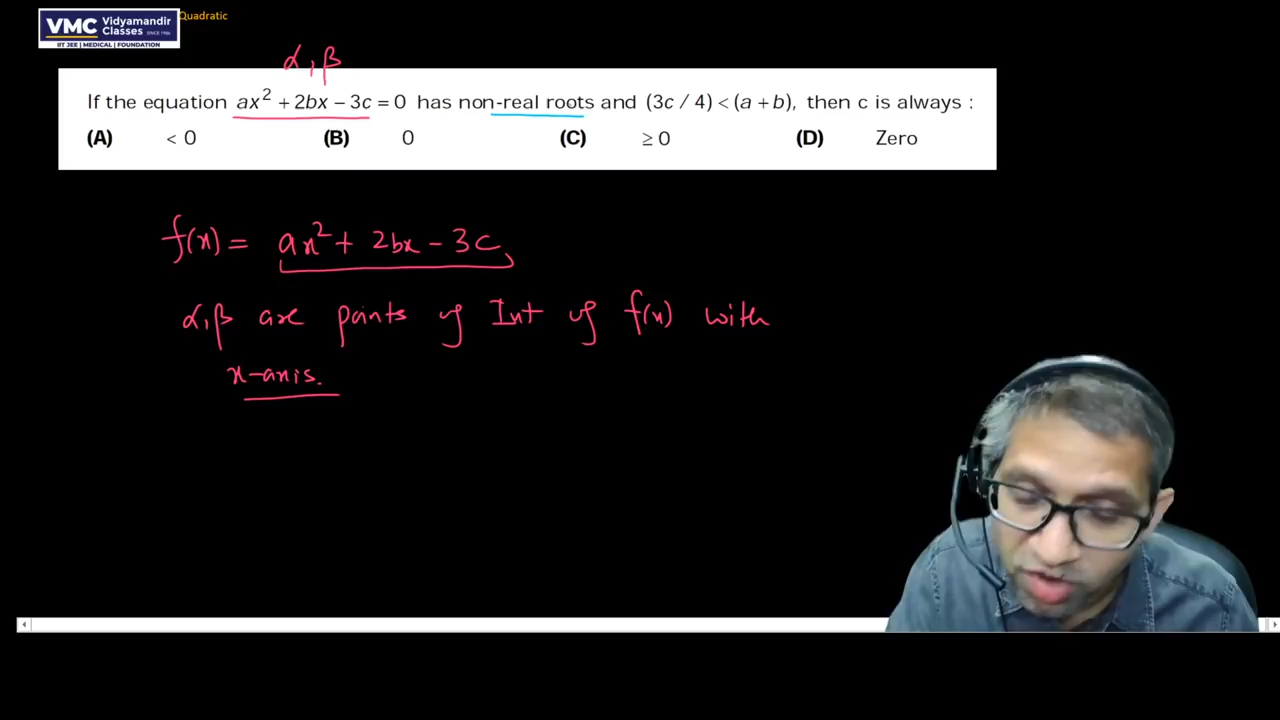 Quadratic
VMC Vidyamandir Classes SINCE 1986
IIT JEE | MEDICAL | FOUNDATION
α, β
If the equation ax² + 2bx − 3c = 0 has non-real roots and (3c / 4) < (a + b), then c is always :
(A) < 0 (B) 0 (C) ≥ 0 (D) Zero
f(x) = ax² + 2bx − 3c
α, β are points of Int of f(x) with
x-axis.